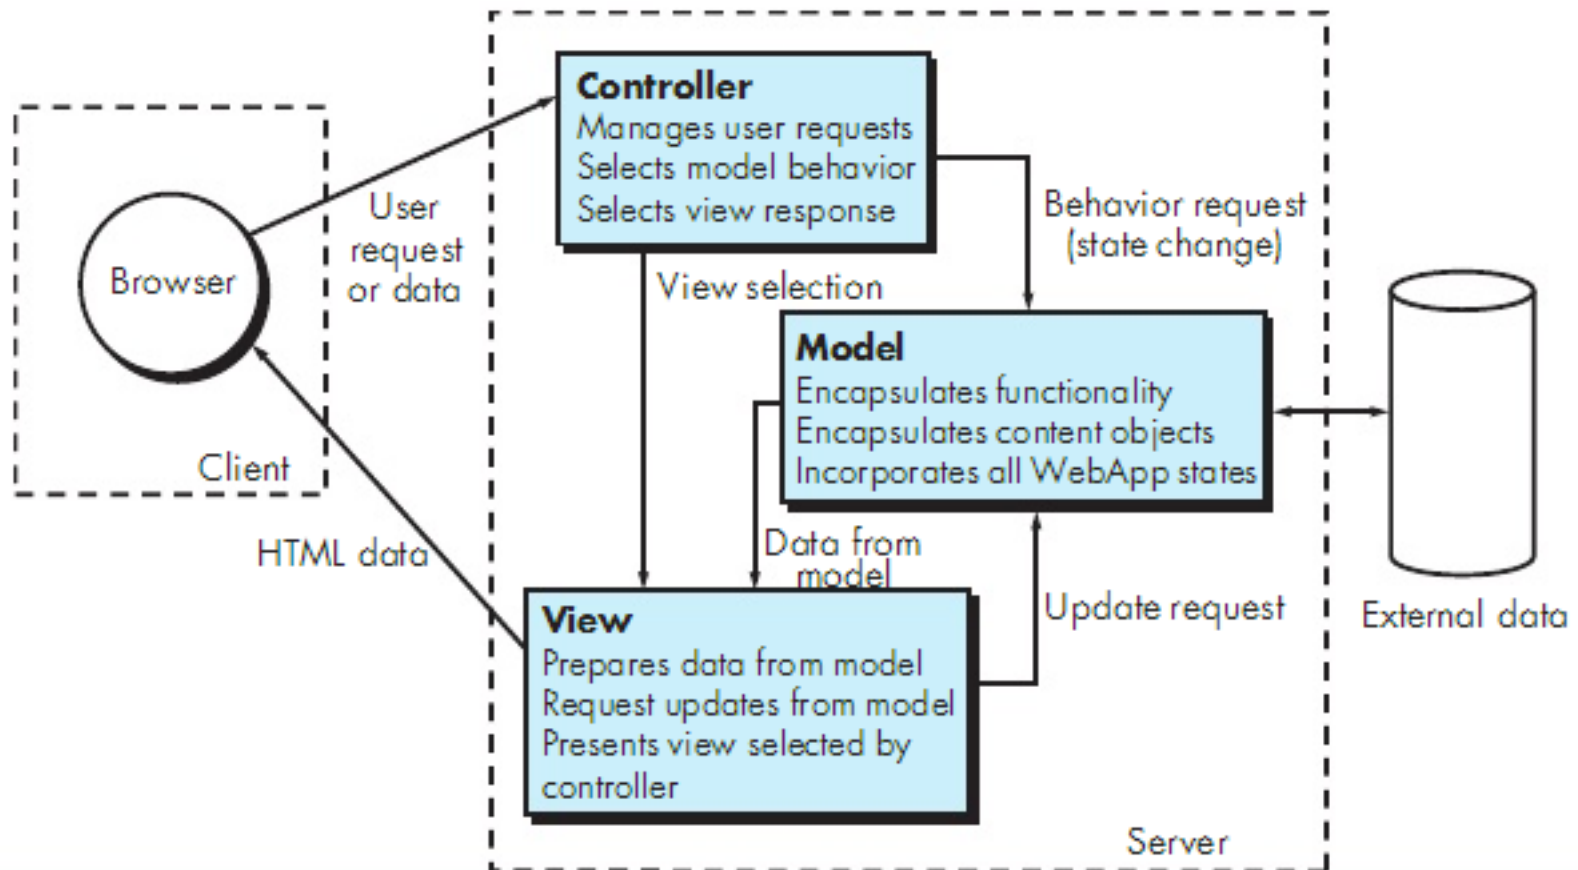 Controller
Manages user requests
Selects model behavior
Selects view response
User
request
or data
Browser
Behavior request
(state change)
View selection
Model
Encapsulates functionality
Encapsulates content objects
Incorporates all WebApp states
Client
HTML data
Data from
model
Update request
External data
View
Prepares data from model
Request updates from model
Presents view selected by
controller
Server